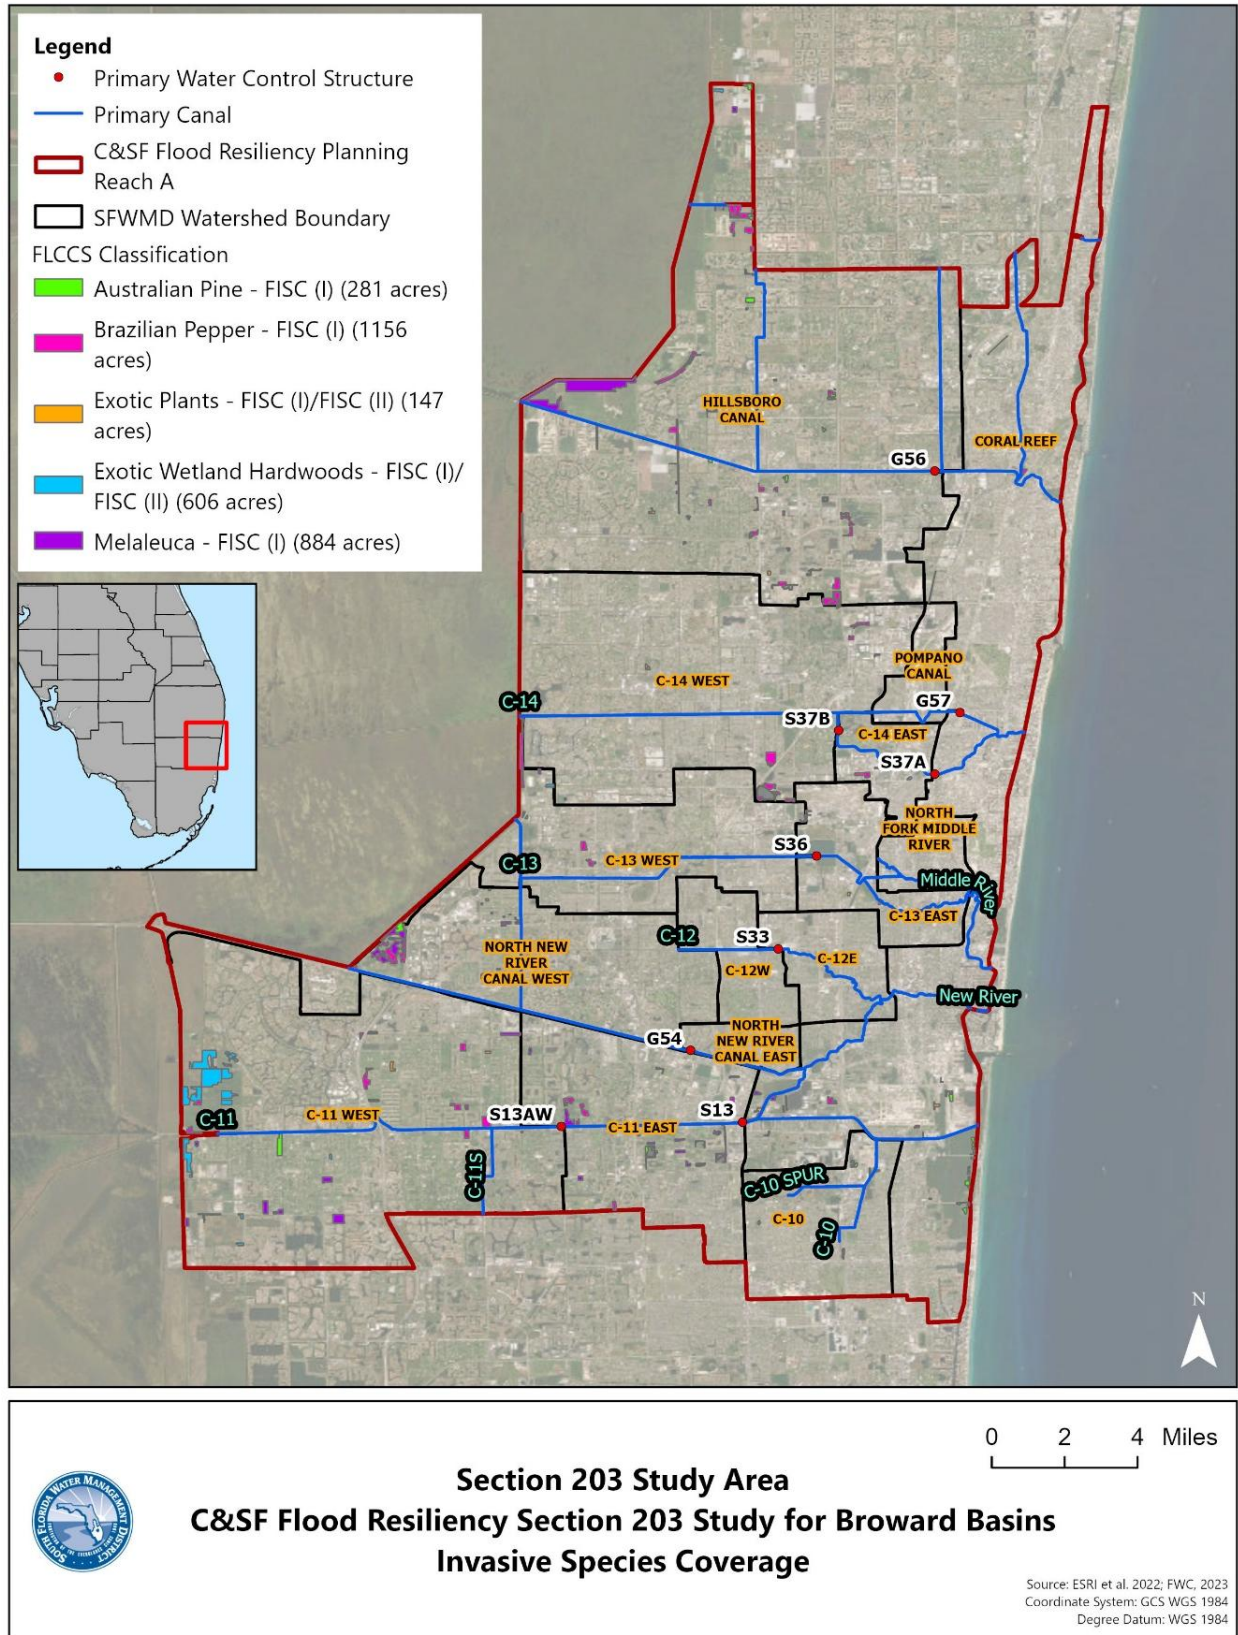 Legend
Primary Water Control Structure
Primary Canal
C&SF Flood Resiliency Planning
Reach A
SFWMD Watershed Boundary
FLCCS Classification
Australian Pine - FISC (I) (281 acres)
Brazilian Pepper - FISC (I) (1156
acres)
Exotic Plants - FISC (I)/FISC (II) (147
acres)
Exotic Wetland Hardwoods - FISC (I)/
FISC (II) (606 acres)
Melaleuca - FISC (I) (884 acres)
HILLSBORO
CANAL
CORAL REEF
G56
POMPANO
CANAL
C-14 WEST
C-14
G57
S37B
C-14 EAST
S37A
NORTH
FORK MIDDLE
RIVER
S36
C-13 WEST
C-13
Middle River
C-13 EAST
C-12
S33
NORTH NEW
RIVER
CANAL WEST
C-12W
C-12E
New River
G54
NORTH
NEW RIVER
CANAL EAST
C-11
C-11 WEST
S13AW
C-11 EAST
S13
C-11S
C-10 SPUR
C-10
C-10
N
0 2 4 Miles
SOUTH FLORIDA WATER MANAGEMENT DISTRICT
Section 203 Study Area
C&SF Flood Resiliency Section 203 Study for Broward Basins
Invasive Species Coverage
Source: ESRI et al. 2022; FWC, 2023
Coordinate System: GCS WGS 1984
Degree Datum: WGS 1984